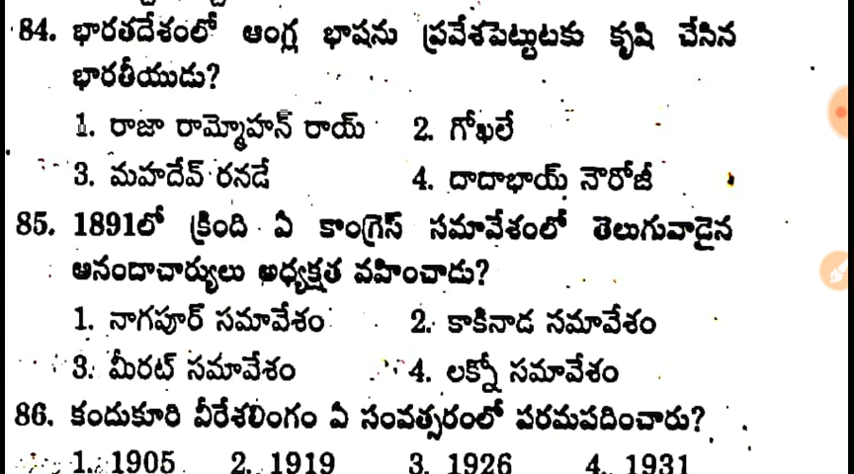 84. భారతదేశంలో ఆంగ్ల భాషను ప్రవేశపెట్టుటకు కృషి చేసిన
భారతీయుడు?
1. రాజా రామ్మోహన్ రాయ్ 2. గోఖలే
3. మహదేవ్ రనడే 4. దాదాభాయ్ నౌరోజీ
85. 1891లో క్రింది ఏ కాంగ్రెస్ సమావేశంలో తెలుగువాడైన
ఆనందాచార్యులు అధ్యక్షత వహించాడు?
1. నాగపూర్ సమావేశం 2. కాకినాడ సమావేశం
3. మీరట్ సమావేశం 4. లక్నో సమావేశం
86. కందుకూరి వీరేశలింగం ఏ సంవత్సరంలో పరమపదించారు?
1. 1905 2. 1919 3. 1926 4. 1931